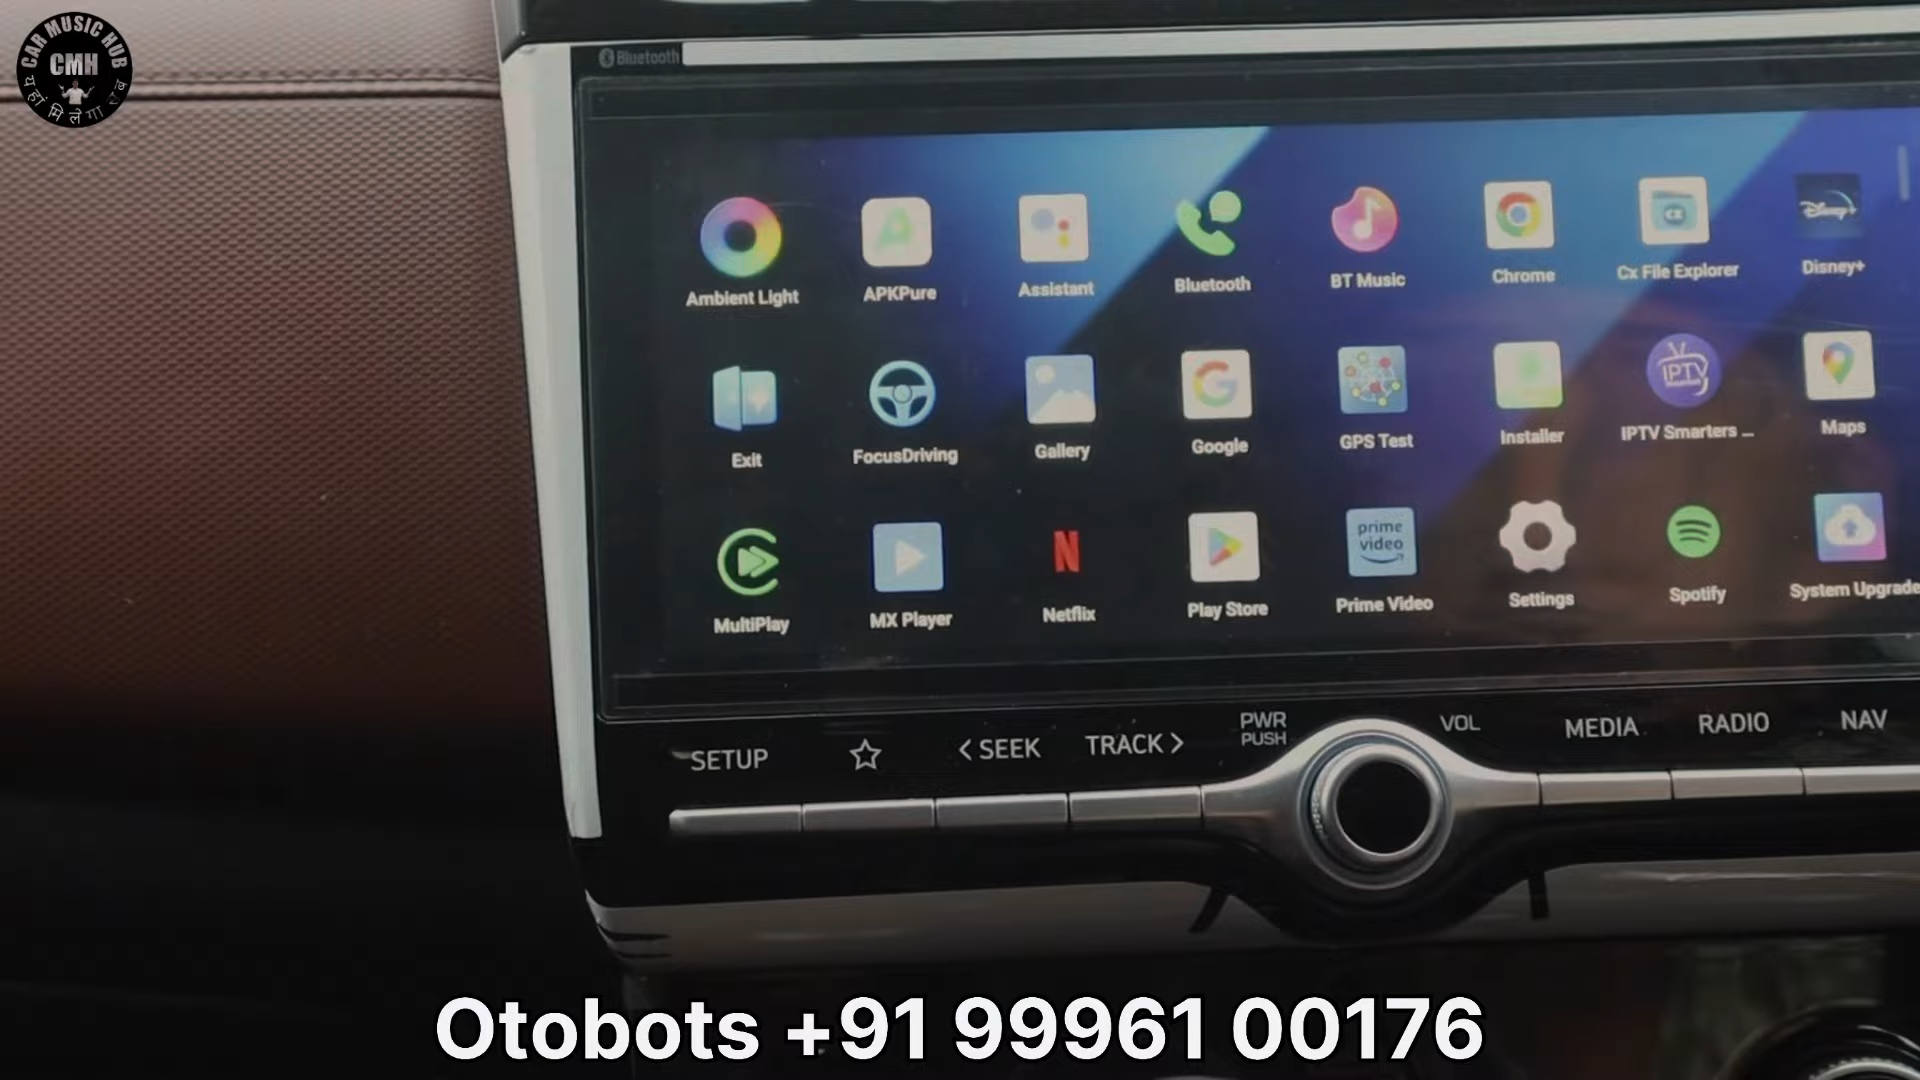 CAR MUSIC HUB
CMH
यहां मिलेगा सब
Bluetooth
Ambient Light
APKPure
Assistant
Bluetooth
BT Music
Chrome
Cx File Explorer
Disney+
Exit
FocusDriving
Gallery
Google
GPS Test
Installer
IPTV Smarters ...
Maps
MultiPlay
MX Player
Netflix
Play Store
prime video
Prime Video
Settings
Spotify
System Upgrade
SETUP
< SEEK
TRACK >
PWR
PUSH
VOL
MEDIA
RADIO
NAV
Otobots +91 99961 00176